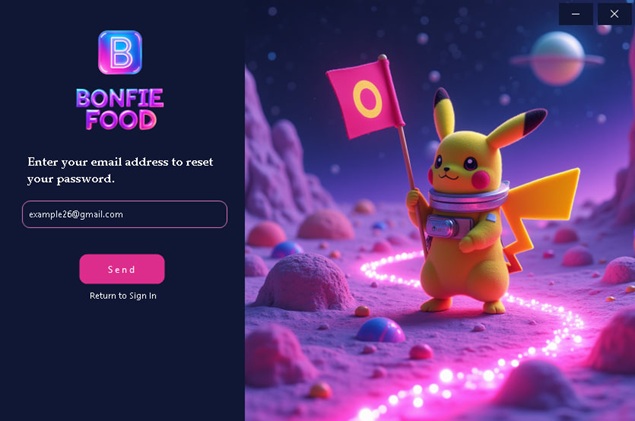 B
BONFIE
FOOD
Enter your email address to reset
your password.
example26@gmail.com
Send
Return to Sign In